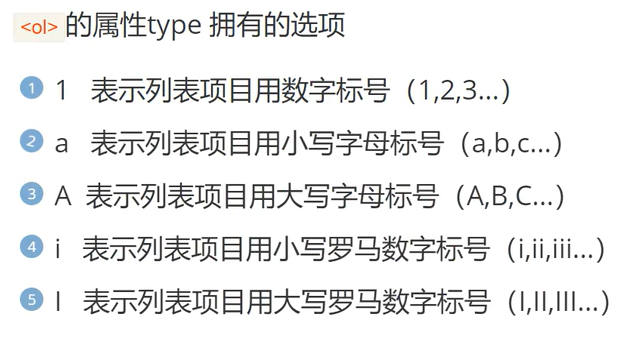 <ol>的属性type 拥有的选项
1 1 表示列表项目用数字标号（1,2,3...）
2 a 表示列表项目用小写字母标号（a,b,c...）
3 A 表示列表项目用大写字母标号（A,B,C...）
4 i 表示列表项目用小写罗马数字标号（i,ii,iii...）
5 I 表示列表项目用大写罗马数字标号（I,II,III...）